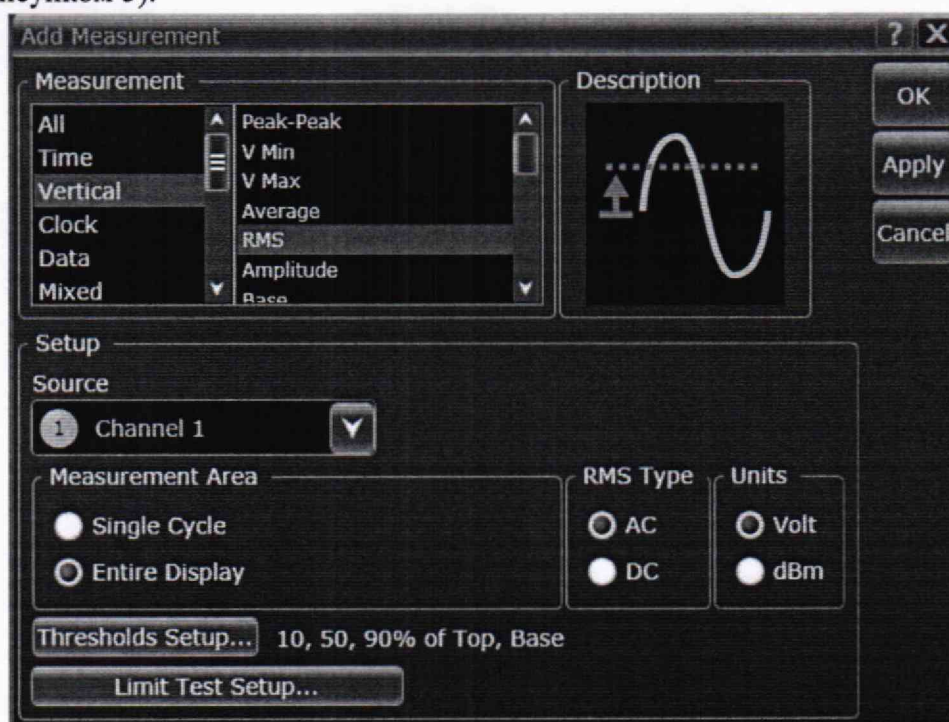 Add Measurement ? X
Measurement
Description
OK
Apply
Cancel
All
Time
Vertical
Clock
Data
Mixed
Peak-Peak
V Min
V Max
Average
RMS
Amplitude
Base
Setup
Source
1 Channel 1
Measurement Area
Single Cycle
Entire Display
RMS Type
AC
DC
Units
Volt
dBm
Thresholds Setup... 10, 50, 90% of Top, Base
Limit Test Setup...